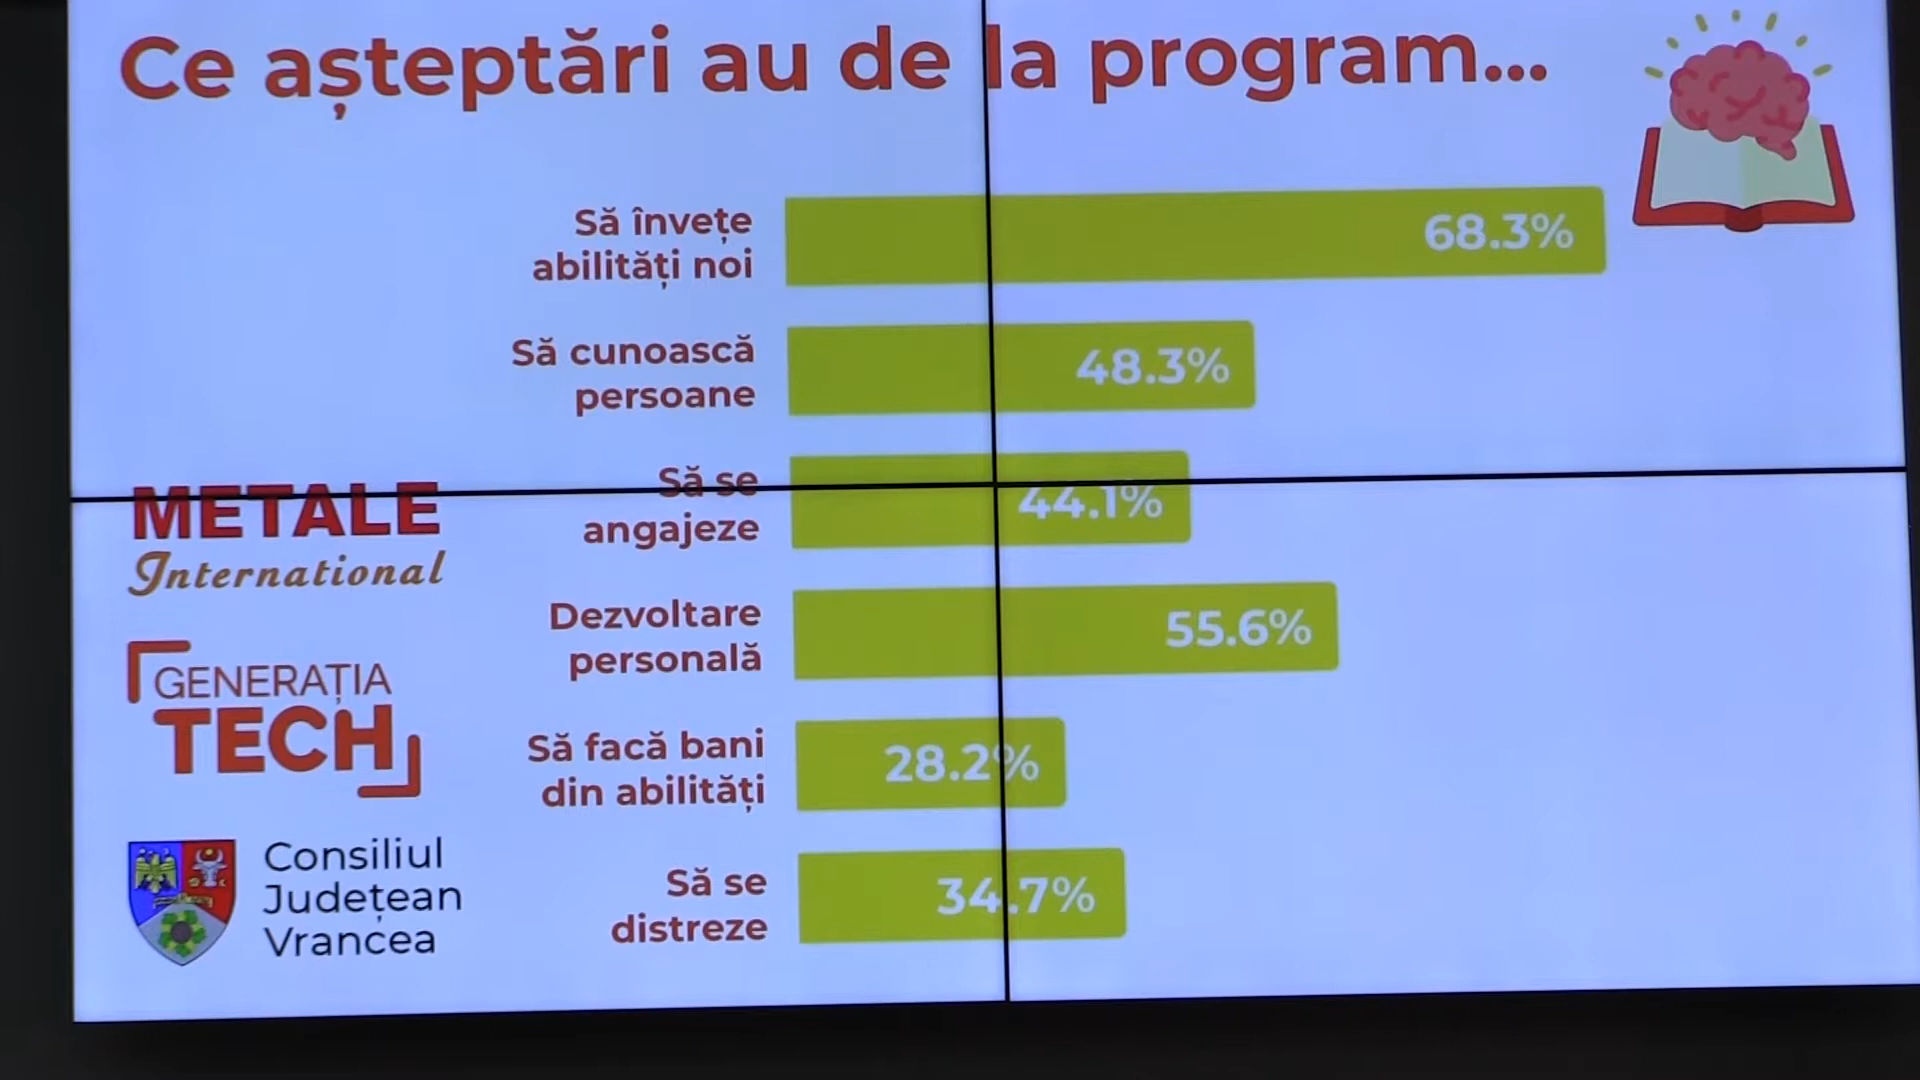 Ce așteptări au de la program...
Să învețe
abilități noi
68.3%
Să cunoască
persoane
48.3%
Să se
angajeze
44.1%
Dezvoltare
personală
55.6%
Să facă bani
din abilități
28.2%
Să se
distreze
34.7%
METALE
International
GENERAȚIA
TECH
Consiliul
Județean
Vrancea